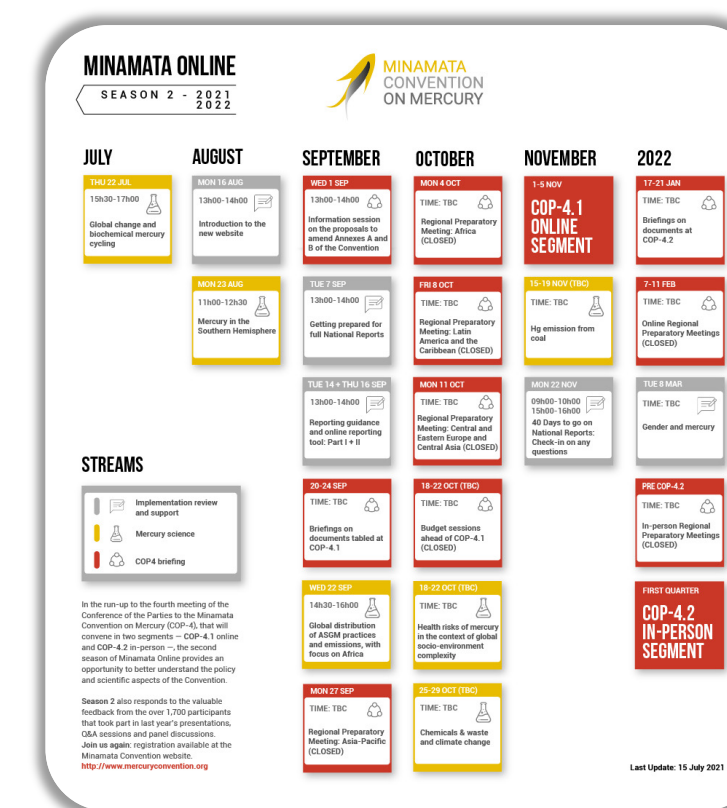 MINAMATA ONLINE
SEASON 2 - 2021
2022
MINAMATA
CONVENTION
ON MERCURY
JULY
THU 22 JUL
15h30-17h00
Global change and
biochemical mercury
cycling
AUGUST
MON 16 AUG
13h00-14h00
Introduction to the
new website
MON 23 AUG
11h00-12h30
Mercury in the
Southern Hemisphere
SEPTEMBER
WED 1 SEP
13h00-14h00
Information session
on the proposals to
amend Annexes A and
B of the Convention
TUE 7 SEP
13h00-14h00
Getting prepared for
full National Reports
TUE 14 + THU 16 SEP
13h00-14h00
Reporting guidance
and online reporting
tool: Part I + II
20-24 SEP
TIME: TBC
Briefings on
documents tabled at
COP-4.1
WED 22 SEP
14h30-16h00
Global distribution
of ASGM practices
and emissions, with
focus on Africa
MON 27 SEP
TIME: TBC
Regional Preparatory
Meeting: Asia-Pacific
(CLOSED)
OCTOBER
MON 4 OCT
TIME: TBC
Regional Preparatory
Meeting: Africa
(CLOSED)
FRI 8 OCT
TIME: TBC
Regional Preparatory
Meeting: Latin
America and the
Caribbean (CLOSED)
MON 11 OCT
TIME: TBC
Regional Preparatory
Meeting: Central and
Eastern Europe and
Central Asia (CLOSED)
18-22 OCT (TBC)
TIME: TBC
Budget sessions
ahead of COP-4.1
(CLOSED)
18-22 OCT (TBC)
TIME: TBC
Health risks of mercury
in the context of global
socio-environment
complexity
25-29 OCT (TBC)
TIME: TBC
Chemicals & waste
and climate change
NOVEMBER
1-5 NOV
COP-4.1
ONLINE
SEGMENT
15-19 NOV (TBC)
TIME: TBC
Hg emission from
coal
MON 22 NOV
09h00-10h00
15h00-16h00
40 Days to go on
National Reports:
Check-in on any
questions
2022
17-21 JAN
TIME: TBC
Briefings on
documents at
COP-4.2
7-11 FEB
TIME: TBC
Online Regional
Preparatory Meetings
(CLOSED)
TUE 8 MAR
TIME: TBC
Gender and mercury
PRE COP-4.2
TIME: TBC
In-person Regional
Preparatory Meetings
(CLOSED)
FIRST QUARTER
COP-4.2
IN-PERSON
SEGMENT
STREAMS
Implementation review
and support
Mercury science
COP4 briefing
In the run-up to the fourth meeting of the
Conference of the Parties to the Minamata
Convention on Mercury (COP-4), that will
convene in two segments — COP-4.1 online
and COP-4.2 in-person —, the second
season of Minamata Online provides an
opportunity to better understand the policy
and scientific aspects of the Convention.
Season 2 also responds to the valuable
feedback from the over 1,700 participants
that took part in last year's presentations,
Q&A sessions and panel discussions.
Join us again: registration available at the
Minamata Convention website.
http://www.mercuryconvention.org
Last Update: 15 July 2021